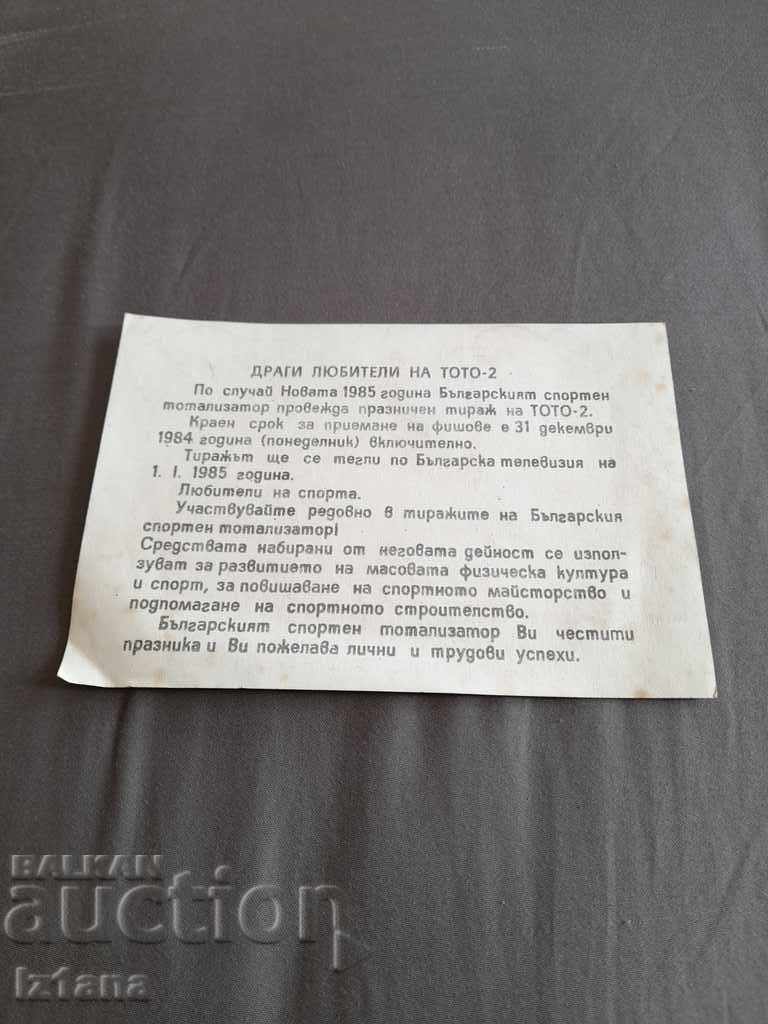 ДРАГИ ЛЮБИТЕЛИ НА ТОТО-2
По случай Новата 1985 година Българският спортен
тотализатор провежда празничен тираж на ТОТО-2.
Краен срок за приемане на фишове е 31 декември
1984 година (понеделник) включително.
Тиражът ще се тегли по Българска телевизия на
1. I. 1985 година.
Любители на спорта.
Участвувайте редовно в тиражите на Българския
спортен тотализатор!
Средствата набирани от неговата дейност се изпол-
зуват за развитието на масовата физическа култура
и спорт, за повишаване на спортното майсторство и
подпомагане на спортното строителство.
Българският спортен тотализатор Ви честити
празника и Ви пожелава лични и трудови успехи.
BALKAN
auction
Iz1ana